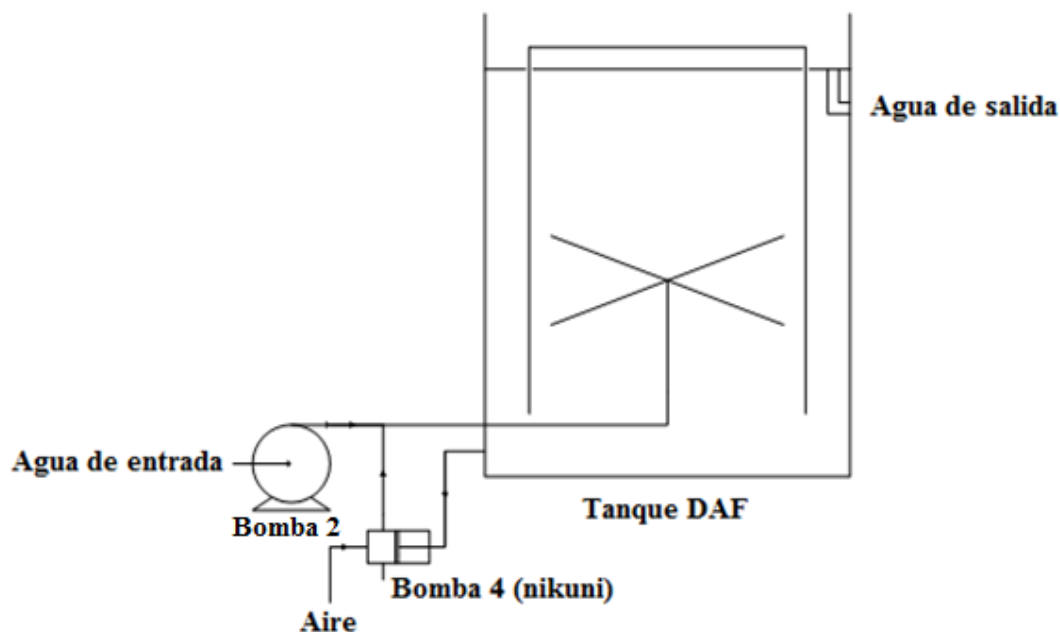 Agua de salida
Agua de entrada
Bomba 2
Tanque DAF
Bomba 4 (nikuni)
Aire